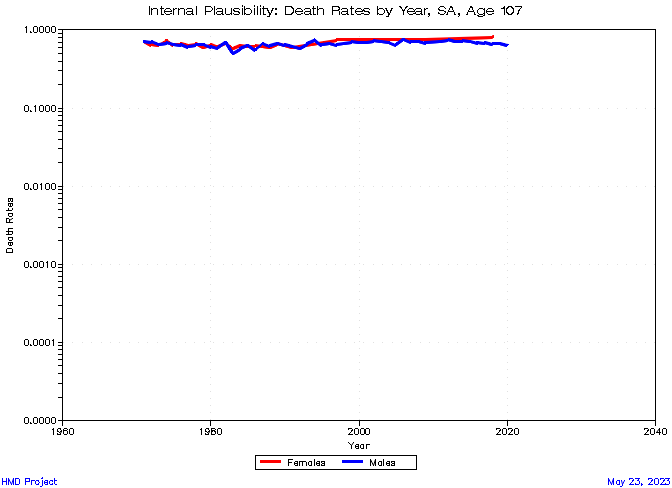 Internal Plausibility: Death Rates by Year, SA, Age 107
1.0000
0.1000
0.0100
0.0010
0.0001
0.0000
Death Rates
1960
1980
2000
2020
2040
Year
Females
Males
HMD Project
May 23, 2023